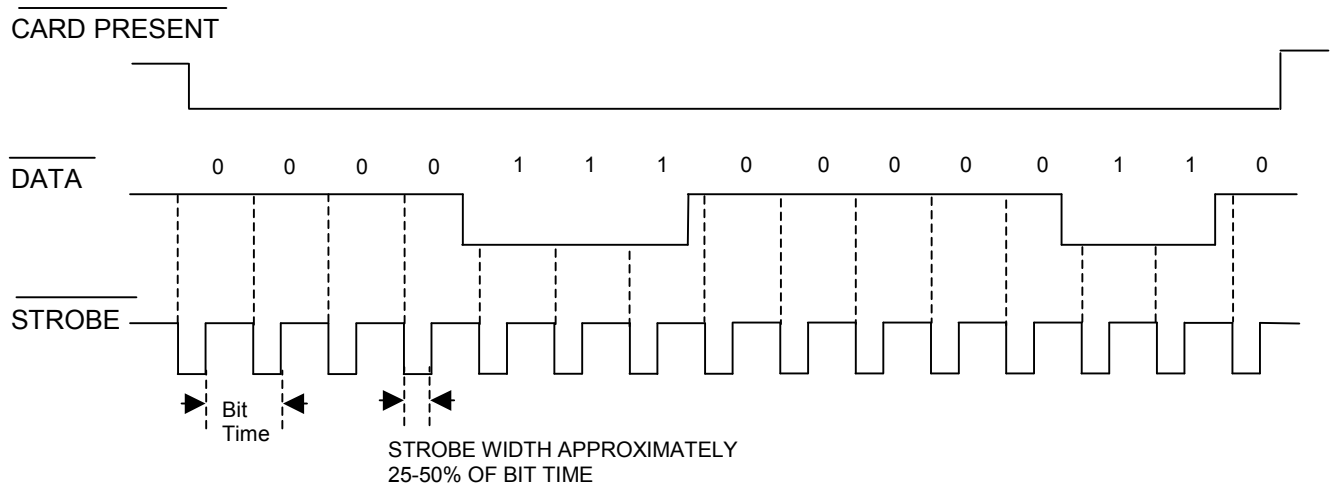 CARD PRESENT
DATA
0 0 0 0 1 1 1 0 0 0 0 0 1 1 0
STROBE
Bit
Time
STROBE WIDTH APPROXIMATELY
25-50% OF BIT TIME